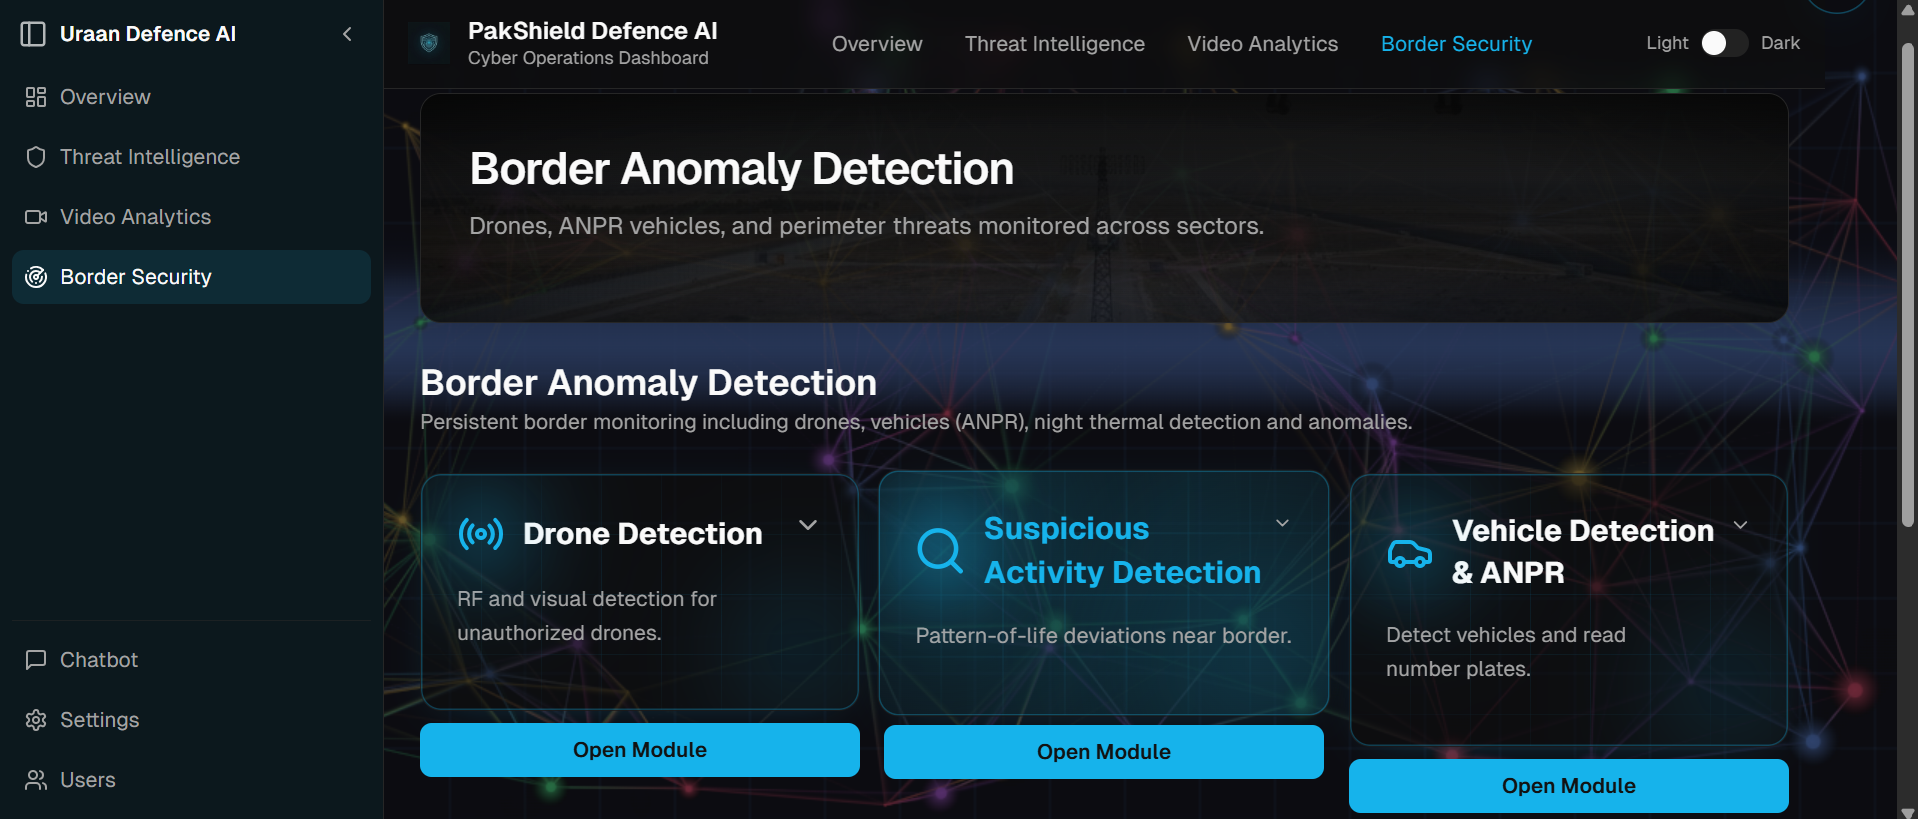 Uraan Defence AI
Overview
Threat Intelligence
Video Analytics
Border Security
Chatbot
Settings
Users
PakShield Defence AI
Cyber Operations Dashboard
Overview
Threat Intelligence
Video Analytics
Border Security
Light
Dark
Border Anomaly Detection
Drones, ANPR vehicles, and perimeter threats monitored across sectors.
Border Anomaly Detection
Persistent border monitoring including drones, vehicles (ANPR), night thermal detection and anomalies.
Drone Detection
RF and visual detection for
unauthorized drones.
Open Module
Suspicious
Activity Detection
Pattern-of-life deviations near border.
Open Module
Vehicle Detection
& ANPR
Detect vehicles and read
number plates.
Open Module